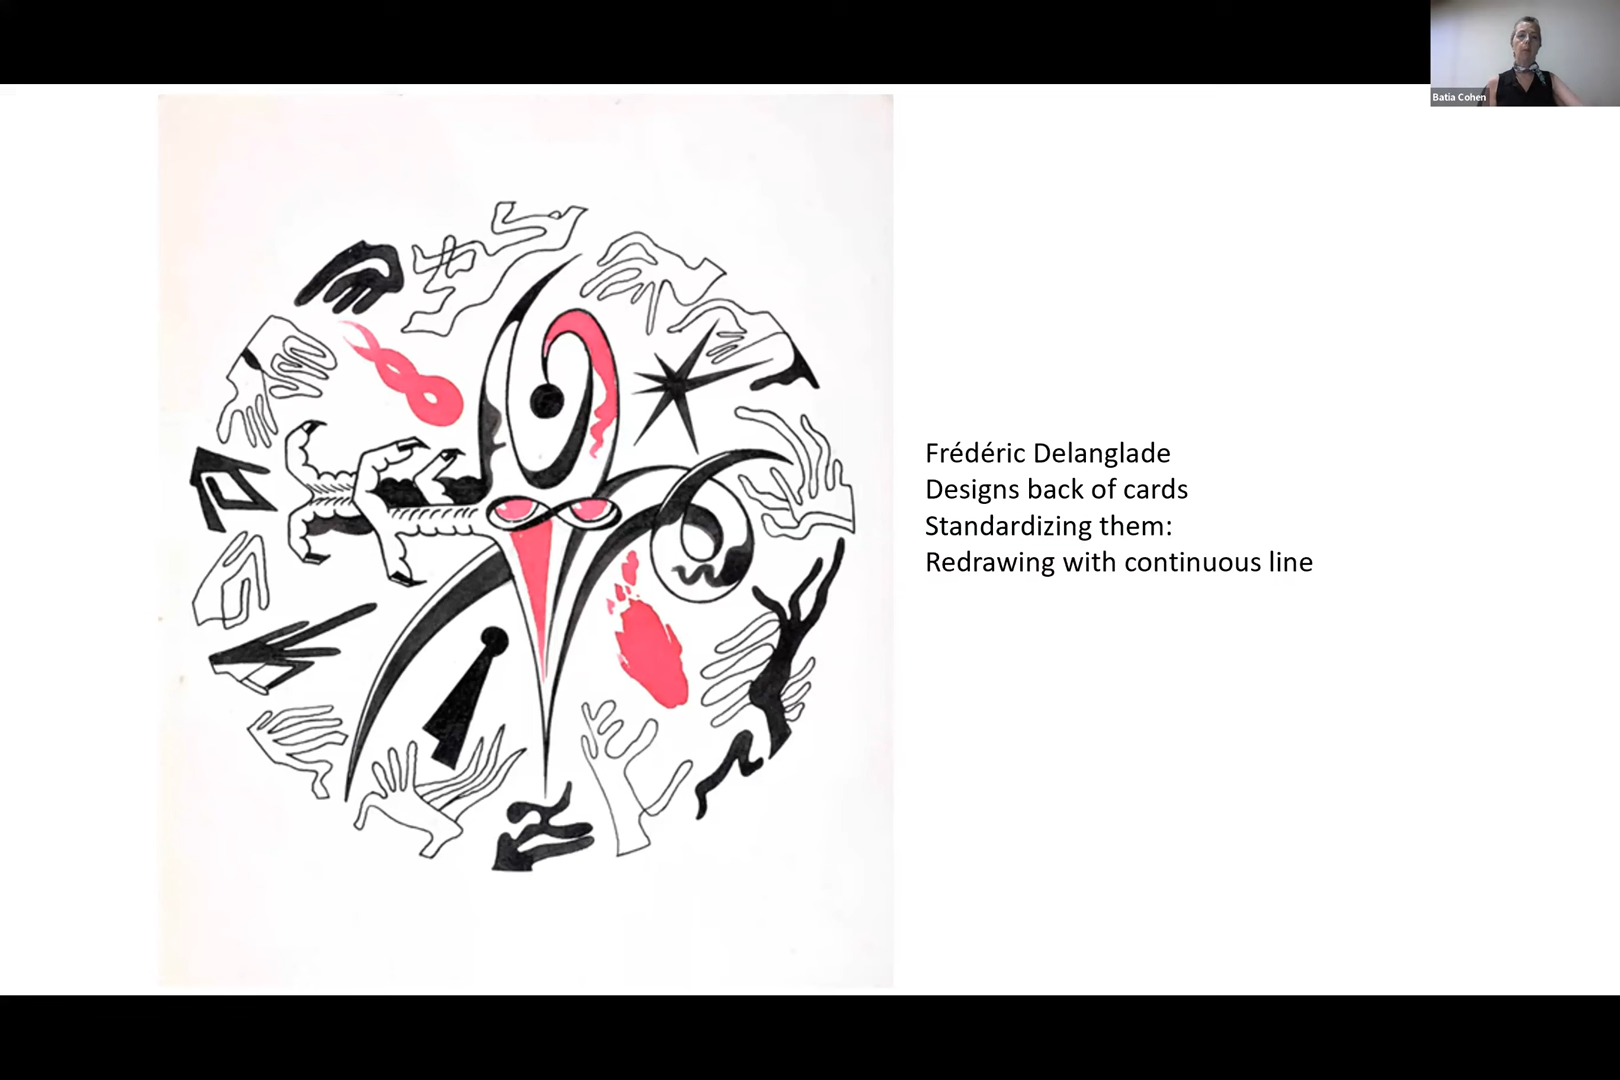 Batia Cohen
Frédéric Delanglade
Designs back of cards
Standardizing them:
Redrawing with continuous line